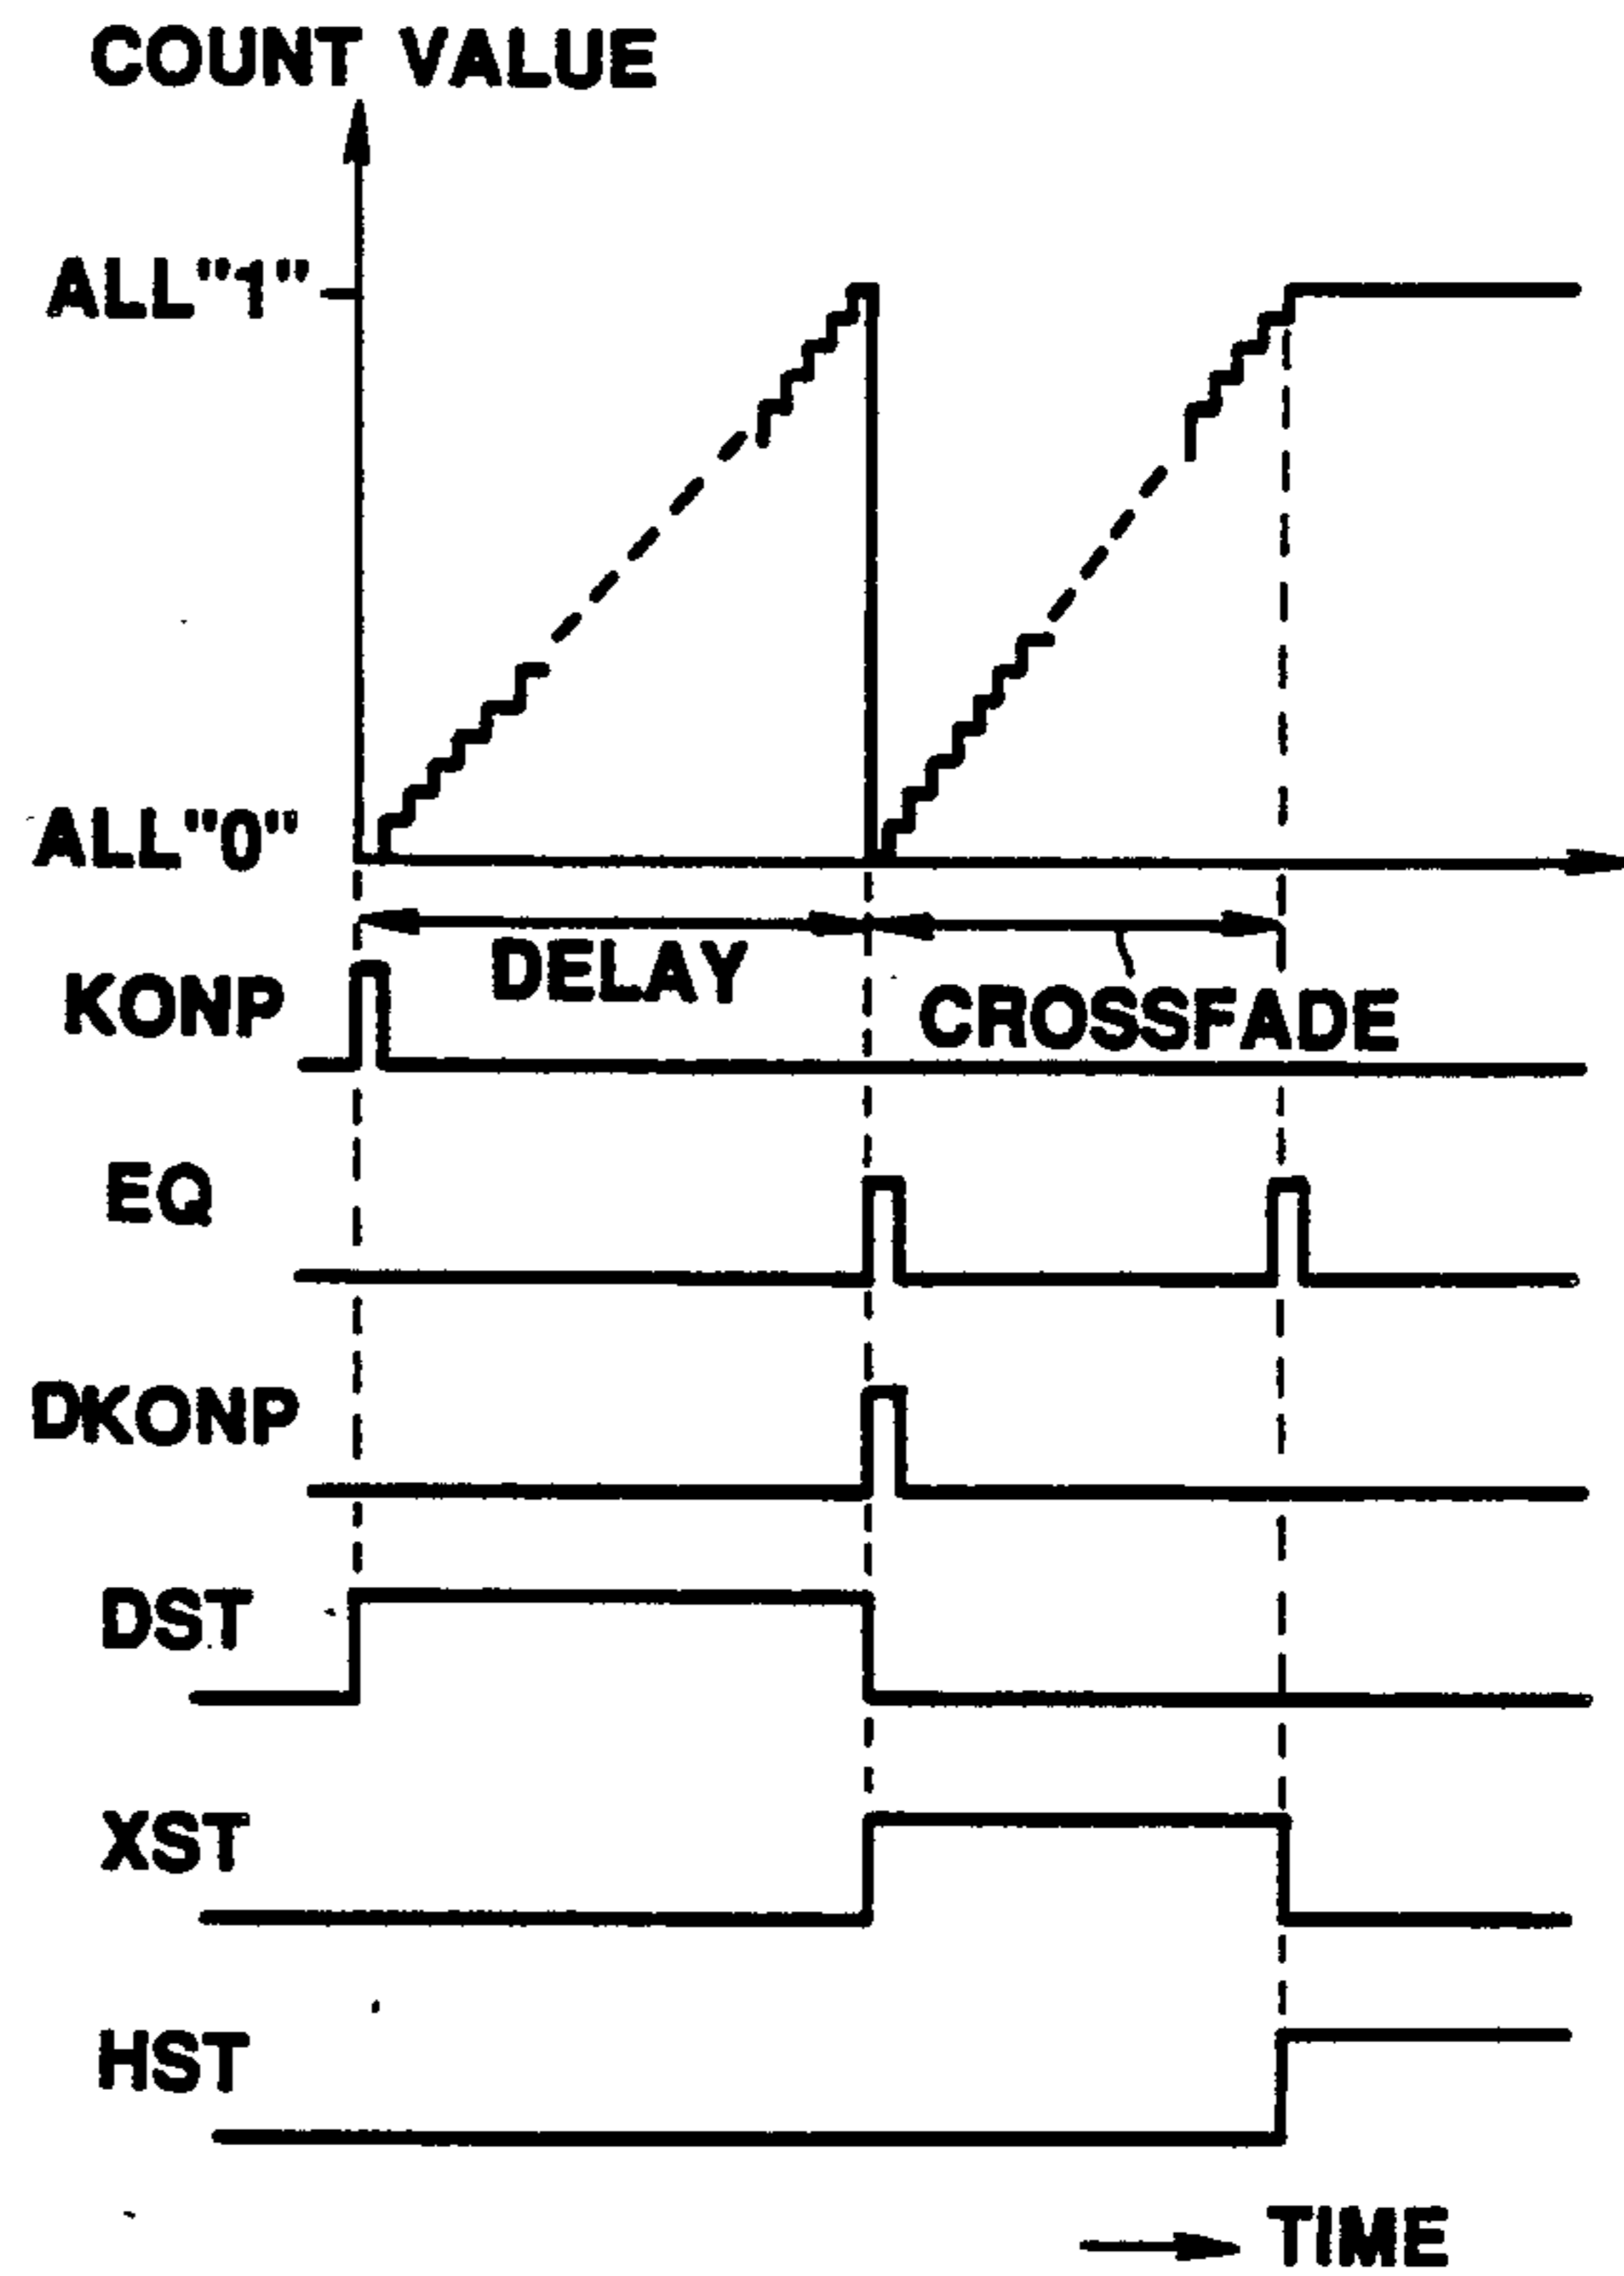 COUNT VALUE
ALL"1"
ALL"0"
DELAY
KONP
CROSSFADE
EQ
DKONP
DST
XST
HST
TIME